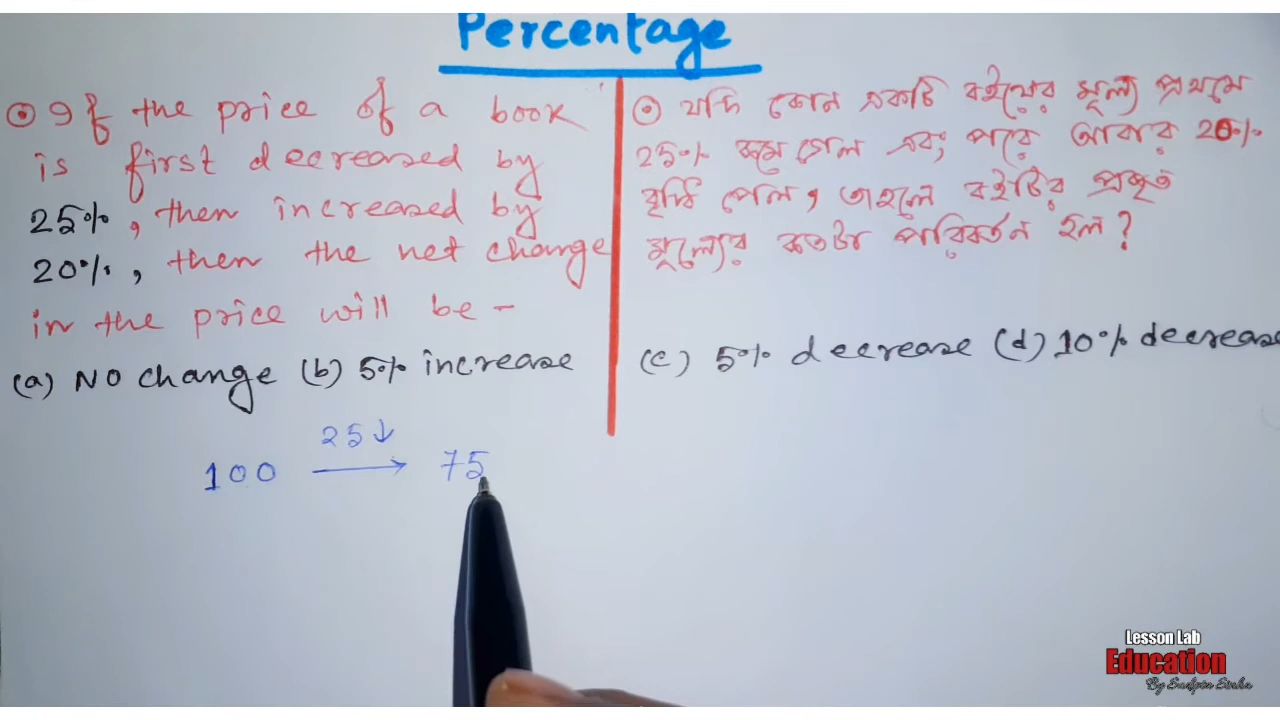 Percentage
If the price of a book
is first decreased by
25%, then increased by
20%, then the net change
in the price will be -
(a) No change (b) 5% increase
যদি কোন একটি বইয়ের মূল্য প্রথমে
25% কমে গেল এবং পরে আবার 20%
বৃদ্ধি পেল, তাহলে বইটির প্রকৃত
মূল্যের কতটা পরিবর্তন হল?
(c) 5% decrease (d) 10% decrease
25↓
100 → 75
Lesson Lab
Education
By Sudipta Sinha